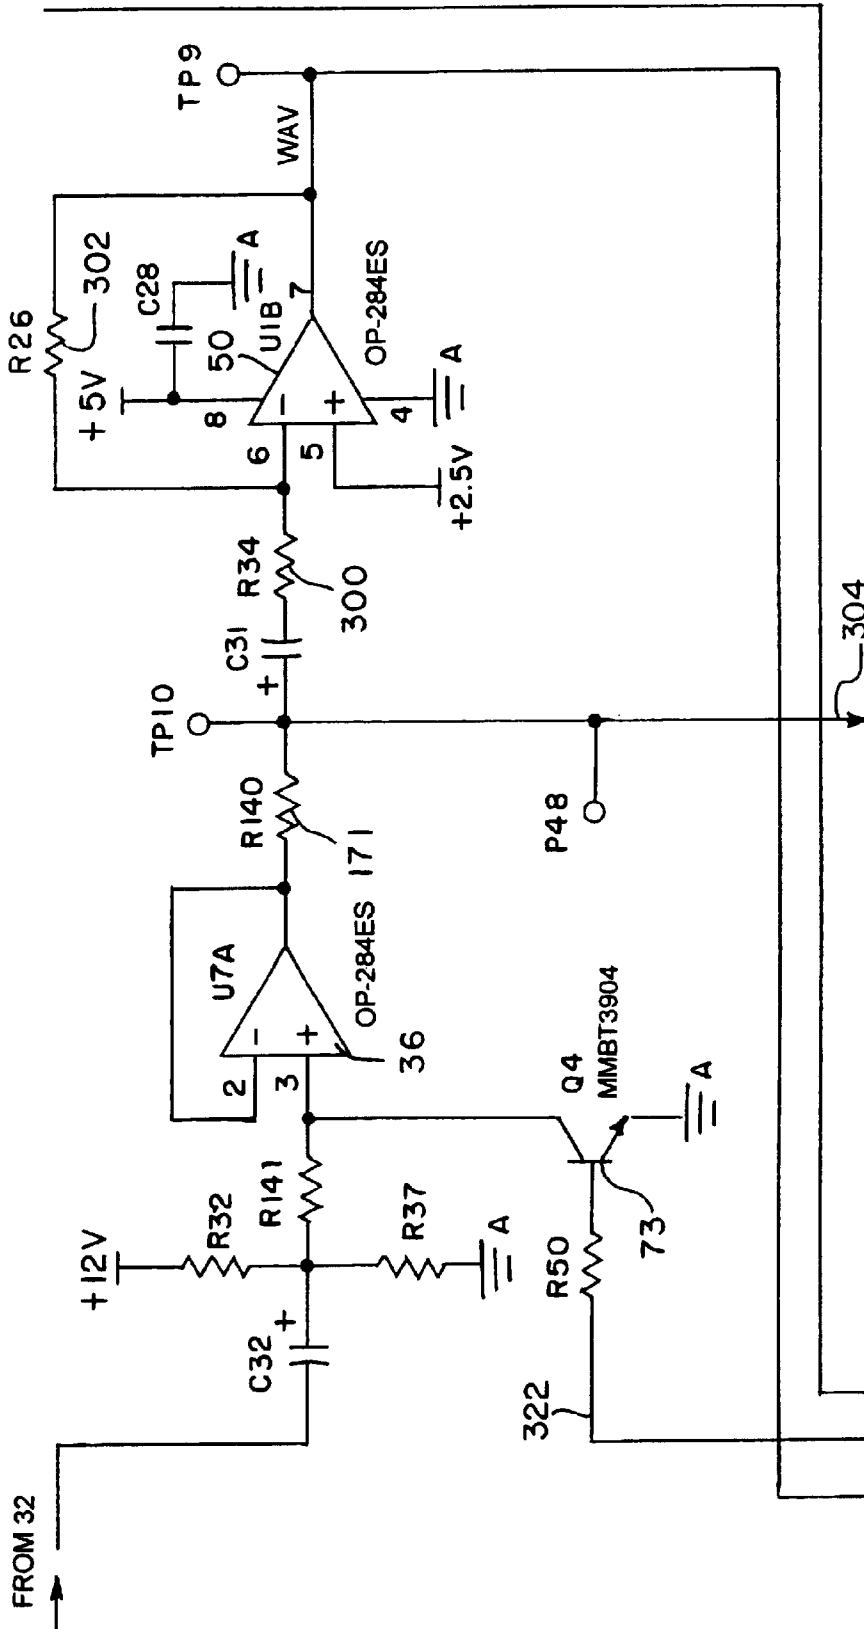 FROM 32
C32
+
+12V
R32
R141
R37
A
2
3
-
+
U7A
OP-284ES
36
R140
171
TP10
+
C31
R34
300
R26
302
+5V
C28
A
8
50
U1B
6
5
-
+
7
4
A
OP-284ES
+2.5V
WAV
TP9
P48
304
Q4
MMBT3904
A
73
R50
322